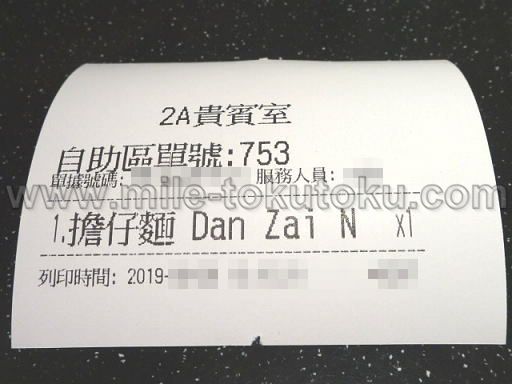 2A貴賓室
自助區單號:753
單據號碼: 服務人員:
www.mile-tokutoku.com
1.擔仔麵 Dan Zai N X1
列印時間: 2019-